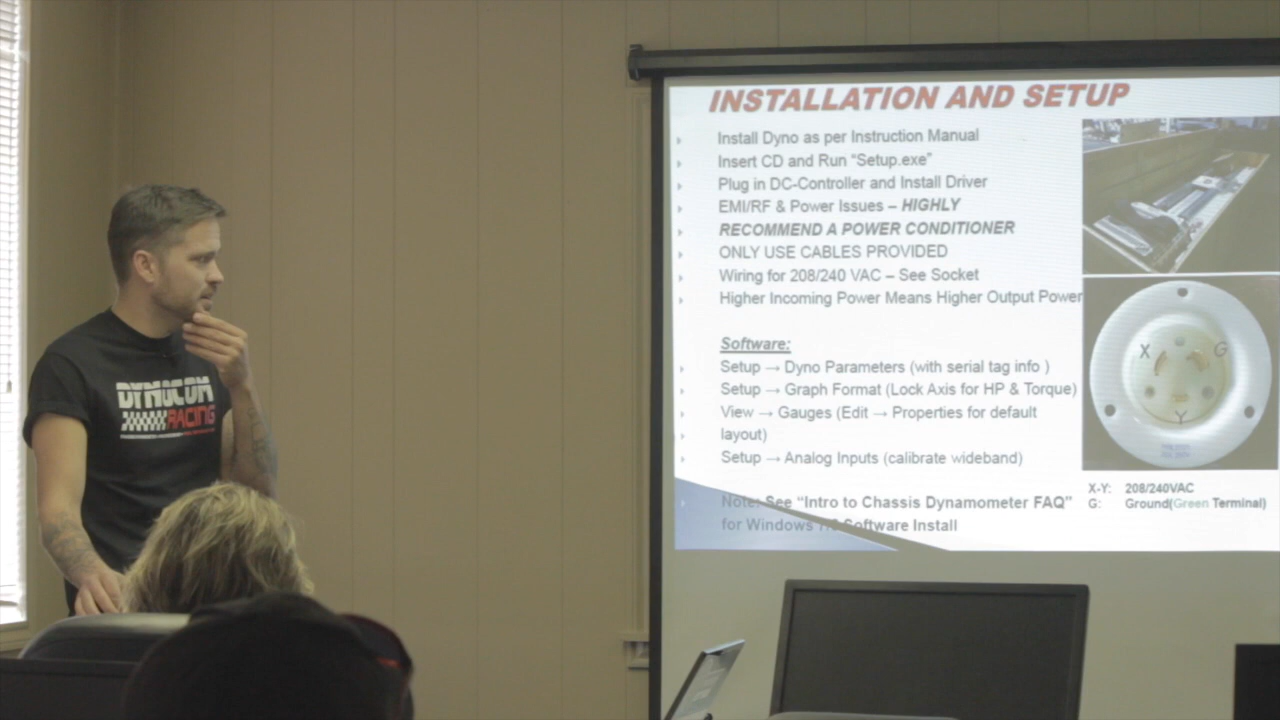 INSTALLATION AND SETUP
Install Dyno as per Instruction Manual
Insert CD and Run “Setup.exe”
Plug in DC-Controller and Install Driver
EMI/RF & Power Issues – HIGHLY
RECOMMEND A POWER CONDITIONER
ONLY USE CABLES PROVIDED
Wiring for 208/240 VAC – See Socket
Higher Incoming Power Means Higher Output Power
Software:
Setup → Dyno Parameters (with serial tag info )
Setup → Graph Format (Lock Axis for HP & Torque)
View → Gauges (Edit → Properties for default
layout)
Setup → Analog Inputs (calibrate wideband)
Note: See “Intro to Chassis Dynamometer FAQ”
for Windows Software Install
X
G
Y
X-Y: 208/240VAC
G: Ground(Green Terminal)
DYNOCOM
RACING